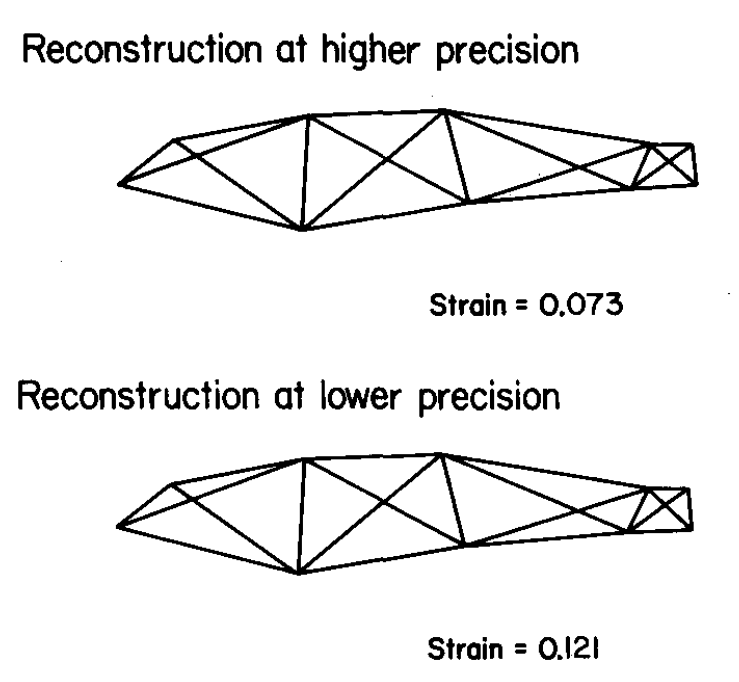 Reconstruction at higher precision
Strain = 0.073
Reconstruction at lower precision
Strain = 0.121